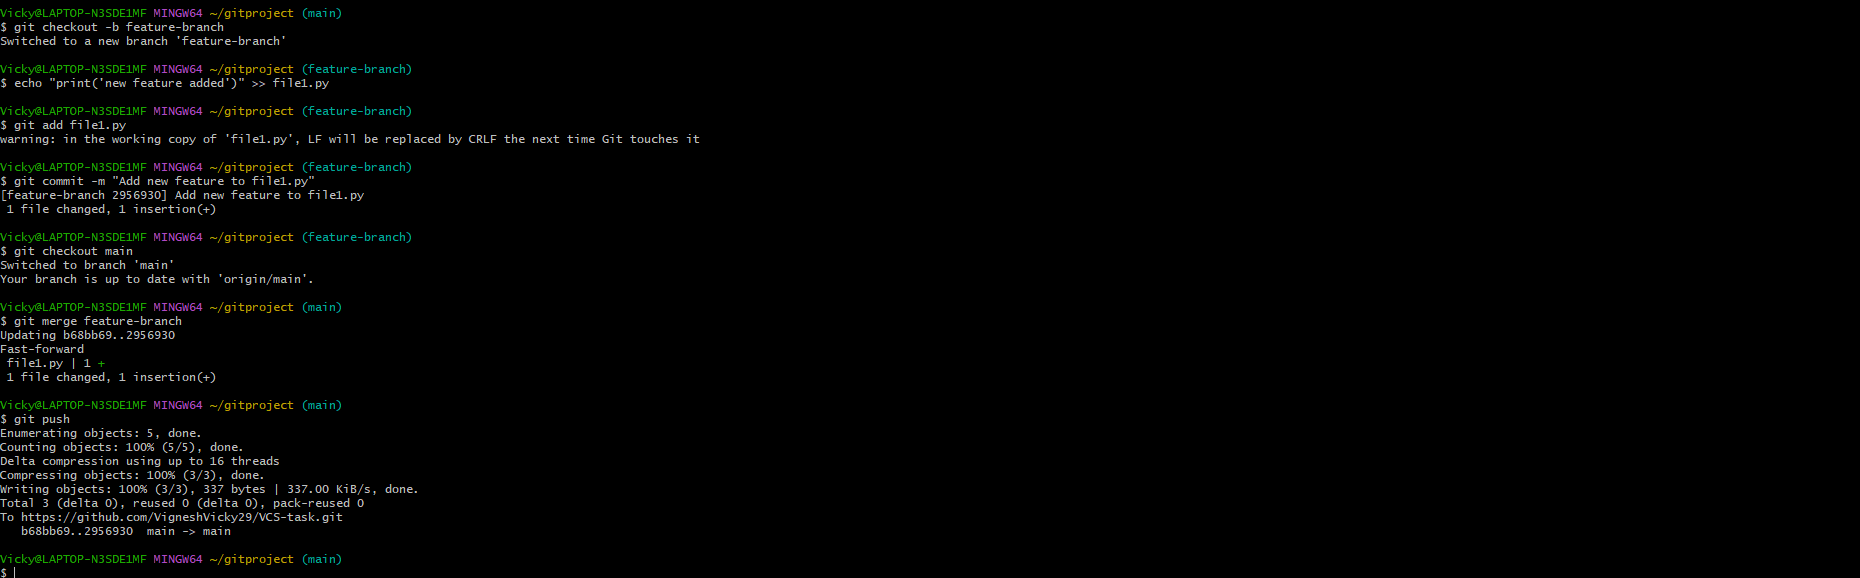 Vicky@LAPTOP-N3SDE1MF MINGW64 ~/gitproject (main)
$ git checkout -b feature-branch
Switched to a new branch 'feature-branch'
Vicky@LAPTOP-N3SDE1MF MINGW64 ~/gitproject (feature-branch)
$ echo "print('new feature added')" >> file1.py
Vicky@LAPTOP-N3SDE1MF MINGW64 ~/gitproject (feature-branch)
$ git add file1.py
warning: in the working copy of 'file1.py', LF will be replaced by CRLF the next time Git touches it
Vicky@LAPTOP-N3SDE1MF MINGW64 ~/gitproject (feature-branch)
$ git commit -m "Add new feature to file1.py"
[feature-branch 2956930] Add new feature to file1.py
 1 file changed, 1 insertion(+)
Vicky@LAPTOP-N3SDE1MF MINGW64 ~/gitproject (feature-branch)
$ git checkout main
Switched to branch 'main'
Your branch is up to date with 'origin/main'.
Vicky@LAPTOP-N3SDE1MF MINGW64 ~/gitproject (main)
$ git merge feature-branch
Updating b68bb69..2956930
Fast-forward
 file1.py | 1 +
 1 file changed, 1 insertion(+)
Vicky@LAPTOP-N3SDE1MF MINGW64 ~/gitproject (main)
$ git push
Enumerating objects: 5, done.
Counting objects: 100% (5/5), done.
Delta compression using up to 16 threads
Compressing objects: 100% (3/3), done.
Writing objects: 100% (3/3), 337 bytes | 337.00 KiB/s, done.
Total 3 (delta 0), reused 0 (delta 0), pack-reused 0
To https://github.com/VigneshVicky29/VCS-task.git
   b68bb69..2956930  main -> main
Vicky@LAPTOP-N3SDE1MF MINGW64 ~/gitproject (main)
$